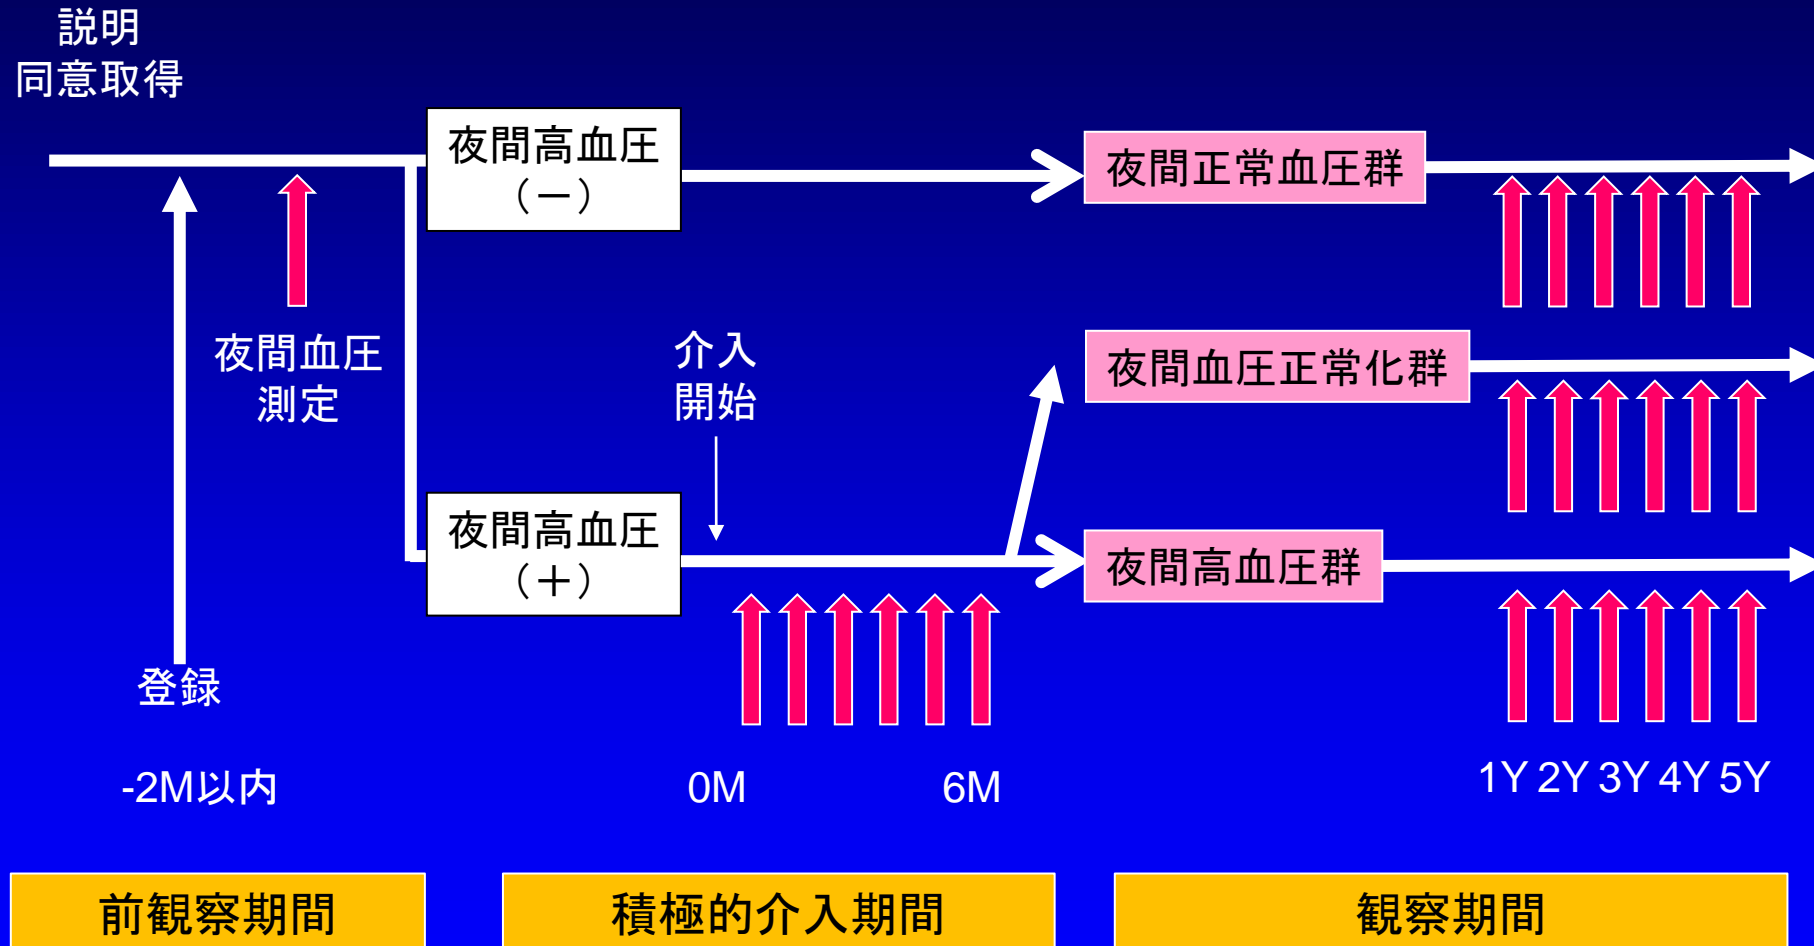 説明
同意取得
夜間高血圧
（－）
夜間正常血圧群
夜間血圧
測定
介入
開始
夜間血圧正常化群
夜間高血圧
（＋）
夜間高血圧群
登録
-2M以内
0M
6M
1Y 2Y 3Y 4Y 5Y
前観察期間
積極的介入期間
観察期間